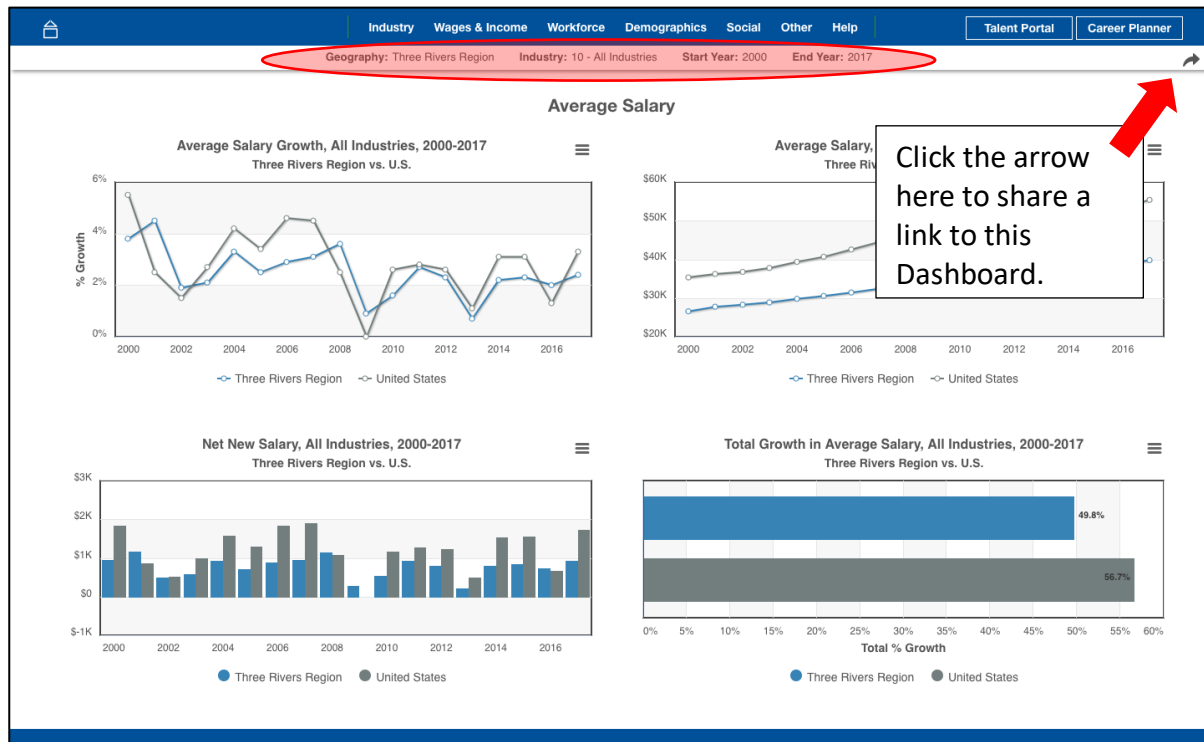 Industry Wages & Income Workforce Demographics Social Other Help Talent Portal Career Planner
Geography: Three Rivers Region Industry: 10 - All Industries Start Year: 2000 End Year: 2017
Average Salary
Average Salary Growth, All Industries, 2000-2017
Three Rivers Region vs. U.S.
6%
4%
2%
0%
% Growth
2000 2002 2004 2006 2008 2010 2012 2014 2016
Three Rivers Region United States
Average Salary,
Three Riv
$60K
$50K
$40K
$30K
$20K
2000 2002 2004 2006 2008 2010 2012 2014 2016
Three Rivers Region United States
Click the arrow
here to share a
link to this
Dashboard.
Net New Salary, All Industries, 2000-2017
Three Rivers Region vs. U.S.
$3K
$2K
$1K
$0
$-1K
2000 2002 2004 2006 2008 2010 2012 2014 2016
Three Rivers Region United States
Total Growth in Average Salary, All Industries, 2000-2017
Three Rivers Region vs. U.S.
49.8%
56.7%
0% 5% 10% 15% 20% 25% 30% 35% 40% 45% 50% 55% 60%
Total % Growth
Three Rivers Region United States